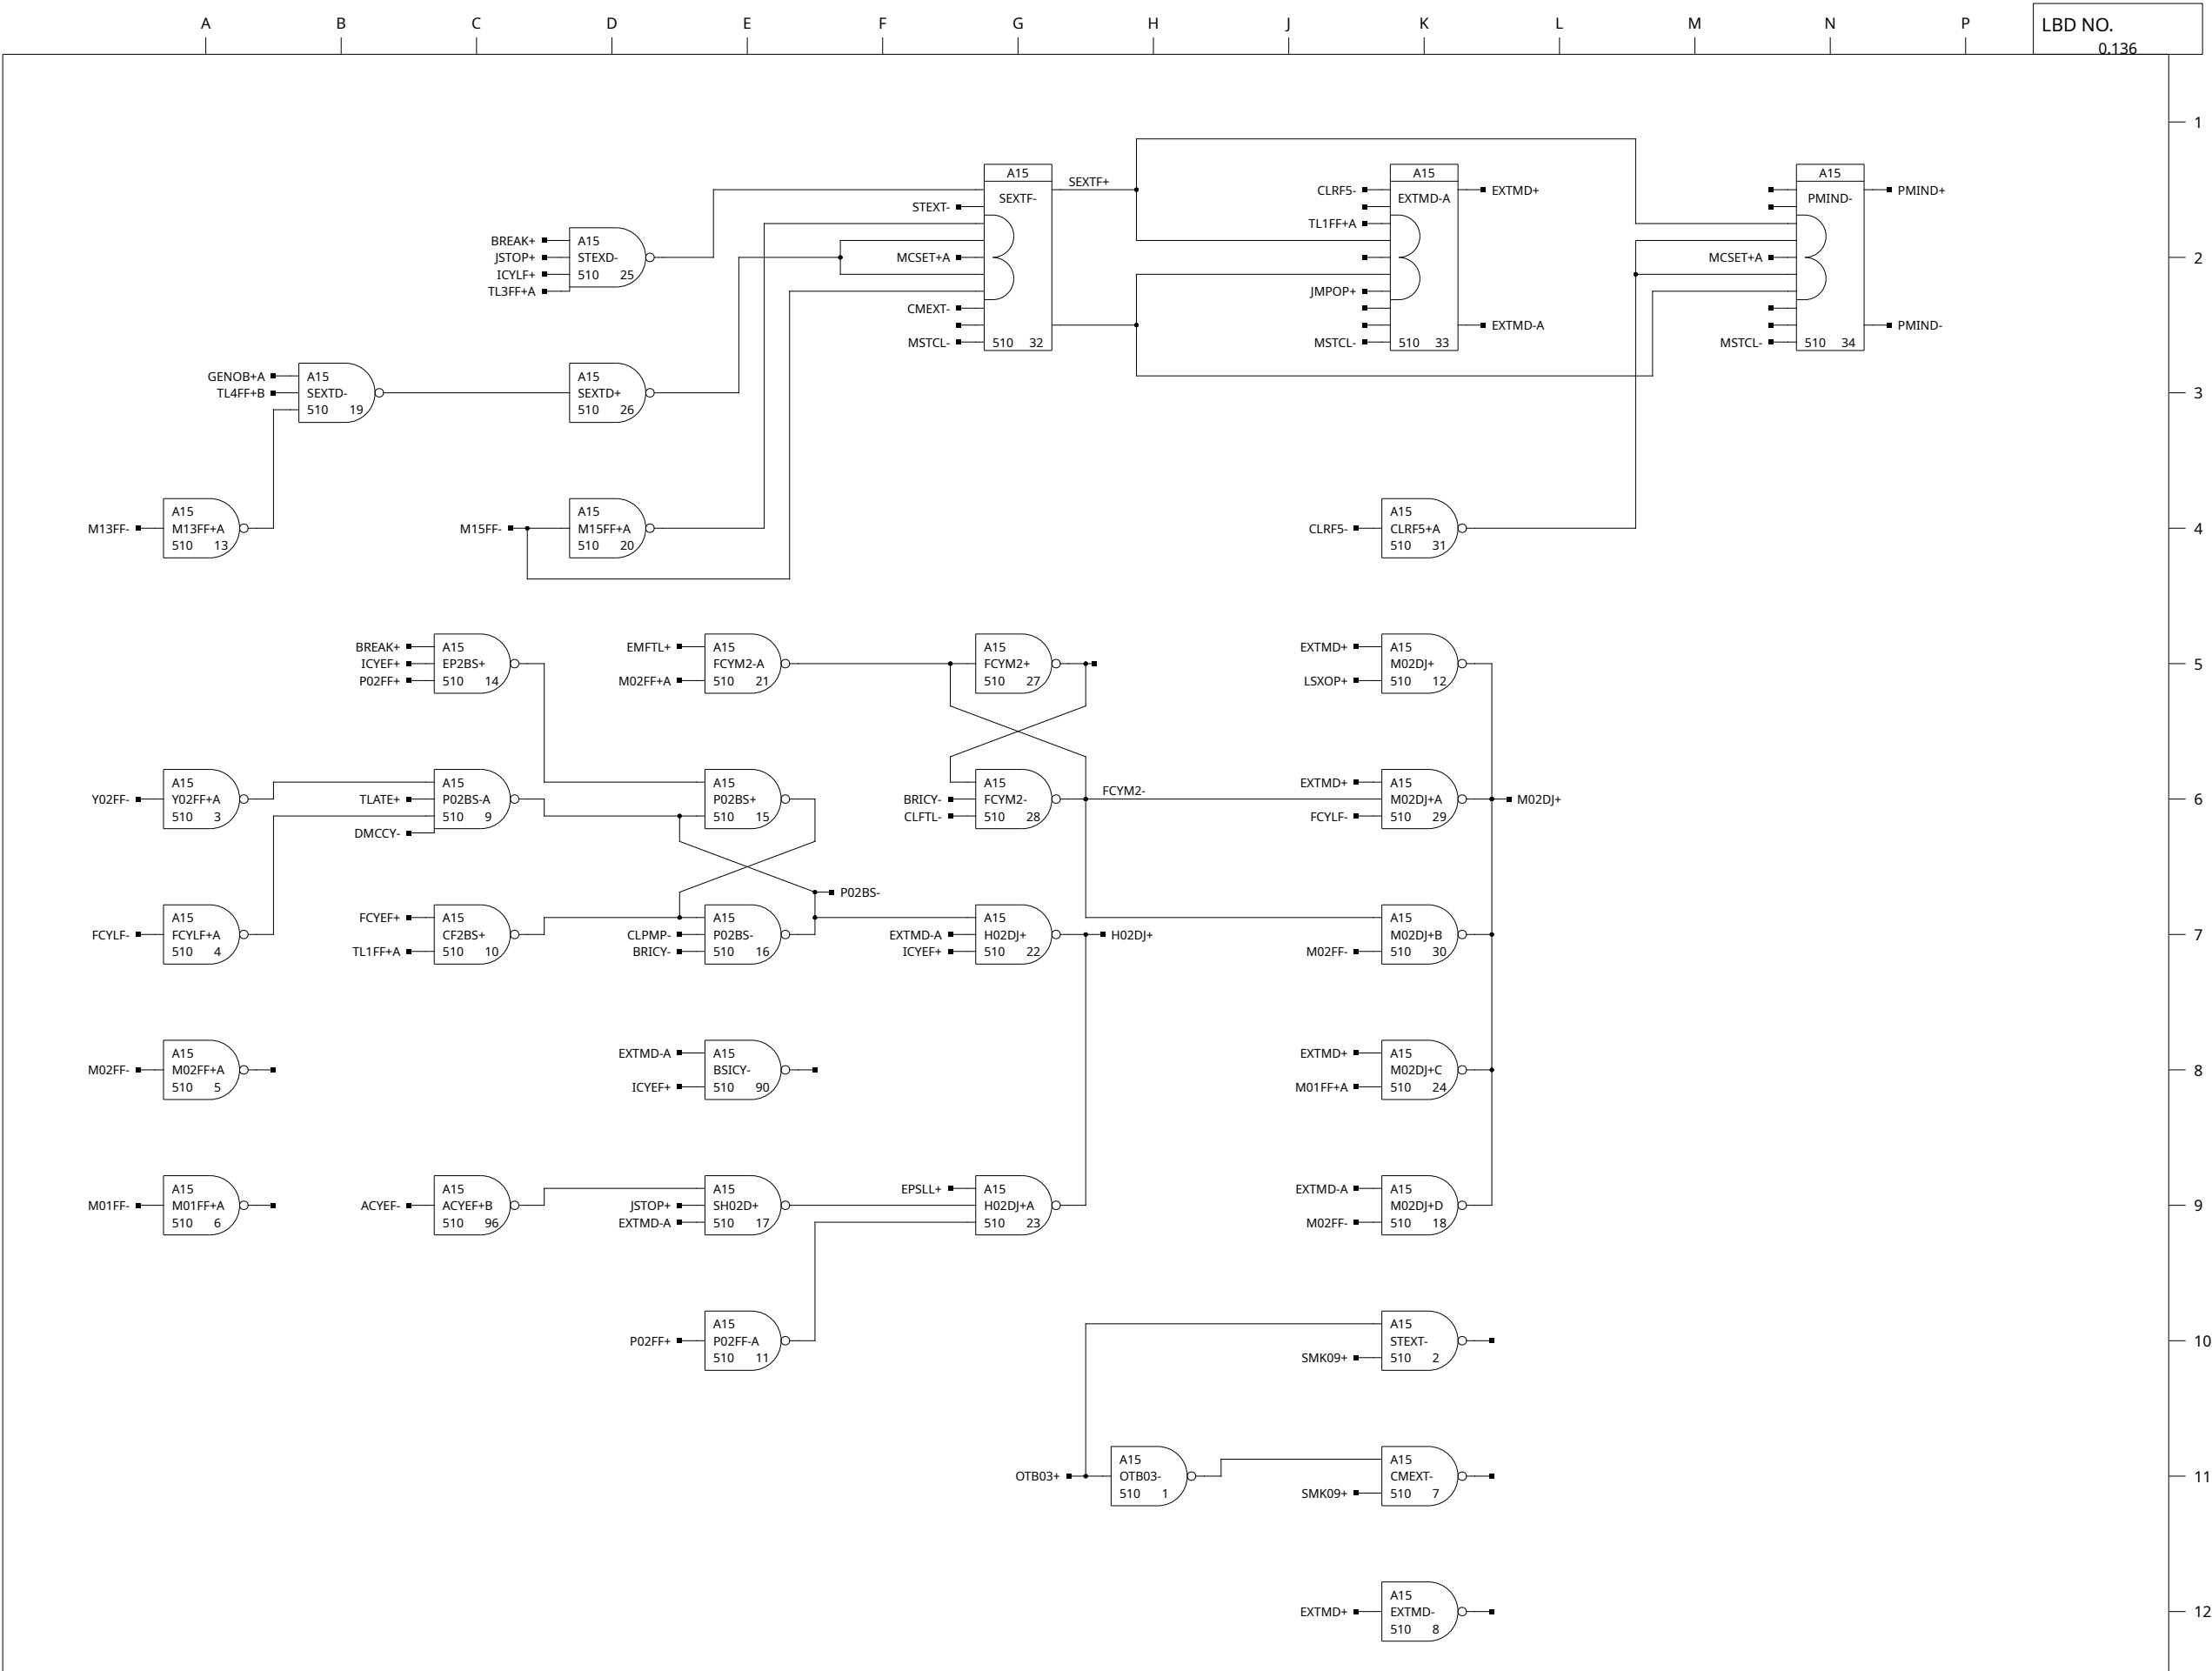 A B C D E F G H J K L M N P
LBD NO.
0.136
1
A15 A15 A15
SEXTF+
CLRF5- EXTMD+ PMIND+
SEXTF- EXTMD-A PMIND-
STEXT-
TL1FF+A
BREAK+ A15
JSTOP+ STEXD- MCSET+A MCSET+A 2
ICYLF+ 510 25
TL3FF+A JMPOP+
CMEXT-
EXTMD-A PMIND-
MSTCL- 510 32 MSTCL- 510 33 MSTCL- 510 34
GENOB+A A15 A15
TL4FF+B SEXTD- SEXTD+ 3
510 19 510 26
A15 A15 A15
M13FF- M13FF+A M15FF- M15FF+A CLRF5- CLRF5+A 4
510 13 510 20 510 31
BREAK+ A15 EMFTL+ A15 A15 EXTMD+ A15
ICYEF+ EP2BS+ FCYM2-A FCYM2+ M02DJ+ 5
P02FF+ 510 14 M02FF+A 510 21 510 27 LSXOP+ 510 12
A15 A15 A15 A15 EXTMD+ A15
FCYM2-
Y02FF- Y02FF+A TLATE+ P02BS-A P02BS+ BRICY- FCYM2- M02DJ+A M02DJ+ 6
510 3 510 9 510 15 CLFTL- 510 28 FCYLF- 510 29
DMCCY-
P02BS-
A15 FCYEF+ A15 A15 A15 A15
FCYLF- FCYLF+A CF2BS+ CLPMP- P02BS- EXTMD-A H02DJ+ H02DJ+ M02DJ+B 7
510 4 TL1FF+A 510 10 BRICY- 510 16 ICYEF+ 510 22 M02FF- 510 30
A15 EXTMD-A A15 EXTMD+ A15
M02FF- M02FF+A BSICY- M02DJ+C 8
510 5 ICYEF+ 510 90 M01FF+A 510 24
A15 A15 A15 EPSLL+ A15 EXTMD-A A15
M01FF- M01FF+A ACYEF- ACYEF+B JSTOP+ SH02D+ H02DJ+A M02DJ+D 9
510 6 510 96 EXTMD-A 510 17 510 23 M02FF- 510 18
A15 A15
P02FF+ P02FF-A STEXT- 10
510 11 SMK09+ 510 2
A15 A15
OTB03+ OTB03- CMEXT- 11
510 1 SMK09+ 510 7
A15
EXTMD+ EXTMD- 12
510 8